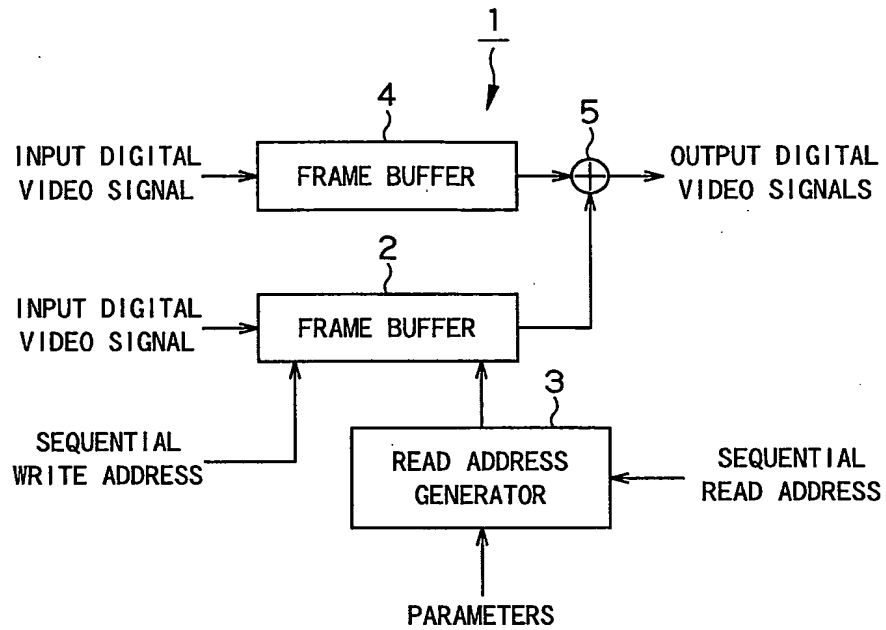 1
4
5
INPUT DIGITAL
VIDEO SIGNAL
FRAME BUFFER
OUTPUT DIGITAL
VIDEO SIGNALS
2
INPUT DIGITAL
VIDEO SIGNAL
FRAME BUFFER
3
SEQUENTIAL
WRITE ADDRESS
READ ADDRESS
GENERATOR
SEQUENTIAL
READ ADDRESS
PARAMETERS